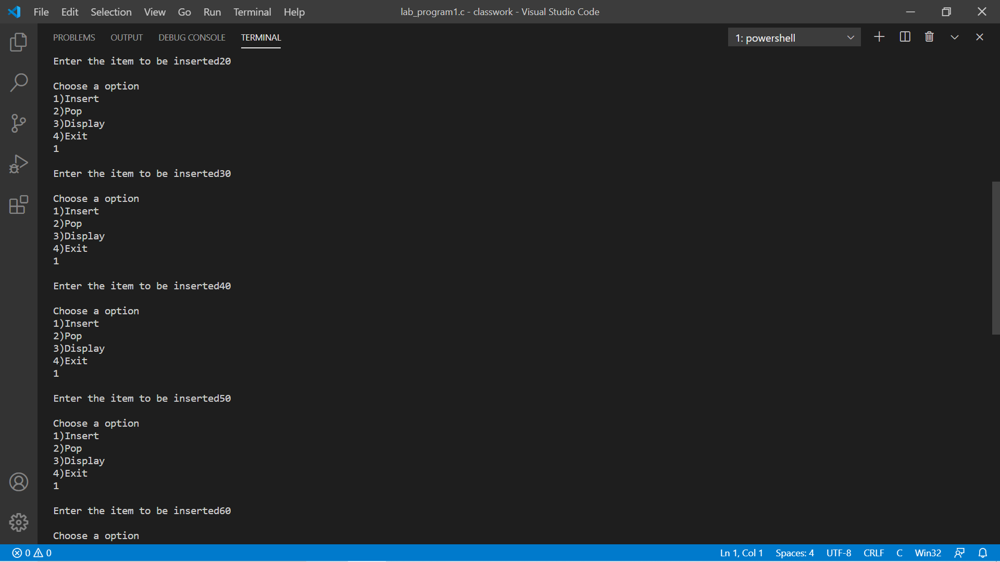 File Edit Selection View Go Run Terminal Help lab_program1.c - classwork - Visual Studio Code
PROBLEMS OUTPUT DEBUG CONSOLE TERMINAL 1: powershell
Enter the item to be inserted20
Choose a option
1)Insert
2)Pop
3)Display
4)Exit
1
Enter the item to be inserted30
Choose a option
1)Insert
2)Pop
3)Display
4)Exit
1
Enter the item to be inserted40
Choose a option
1)Insert
2)Pop
3)Display
4)Exit
1
Enter the item to be inserted50
Choose a option
1)Insert
2)Pop
3)Display
4)Exit
1
Enter the item to be inserted60
Choose a option
0 0 Ln 1, Col 1 Spaces: 4 UTF-8 CRLF C Win32